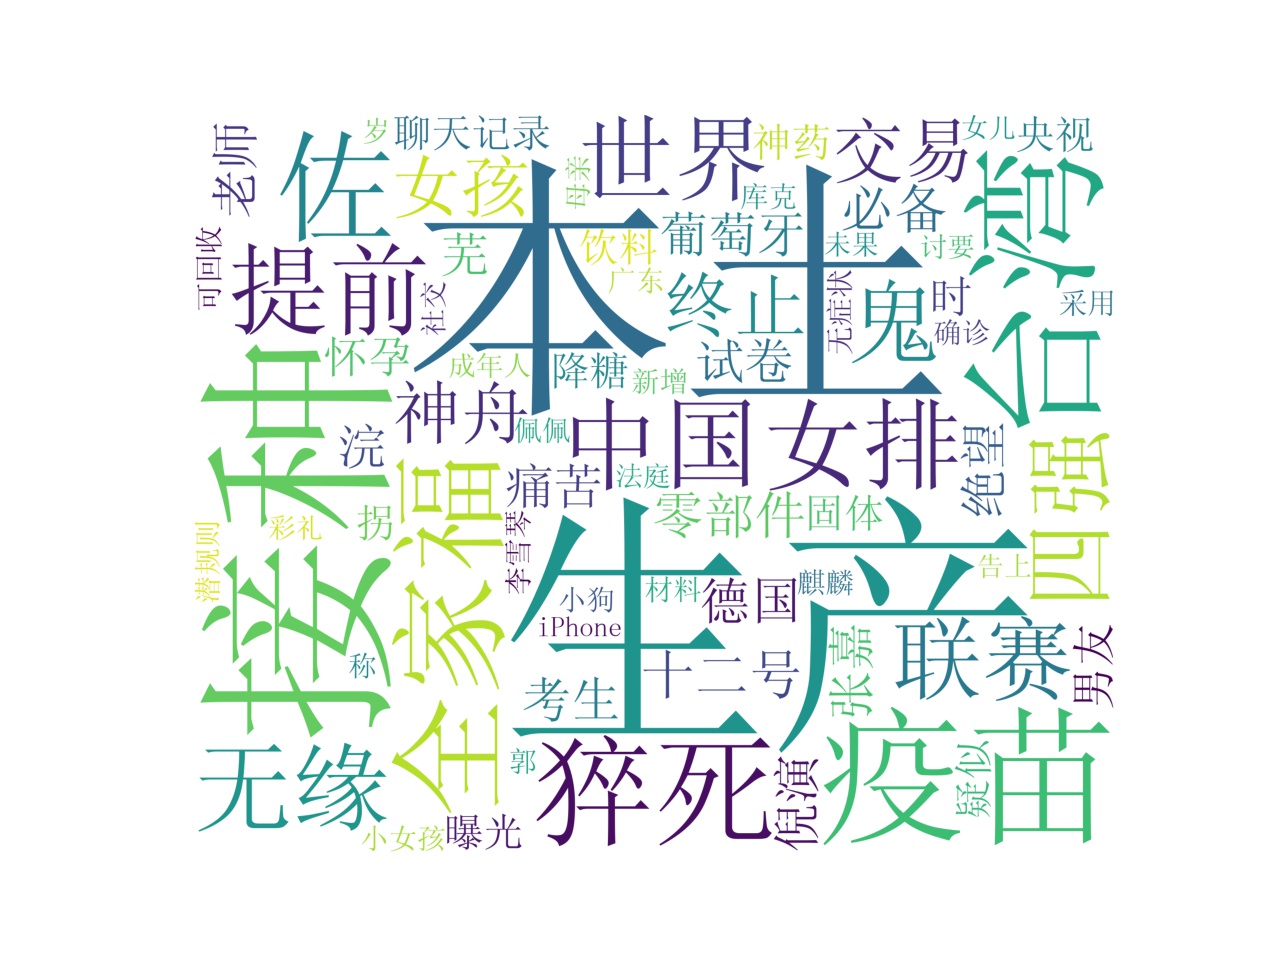 本土
生产
接种
台湾
疫苗
全家福
猝死
中国女排
佐
提前
世界
无缘
四强
联赛
鬼
交易
终止
女孩
神舟
葡萄牙
必备
试卷
老师
聊天记录
神药
女儿
央视
岁
母亲
库克
饮料
广东
未果
讨要
芜
可回收
社交
无症状
时
确诊
采用
怀孕
成年人
降糖
新增
浣
佩佩
痛苦
法庭
绝望
零部件
固体
拐
彩礼
潜规则
李雪琴
小狗
iPhone
材料
德国
麒麟
告上
称
十二号
张嘉
男友
考生
郭
倪演
疑似
小女孩
曝光